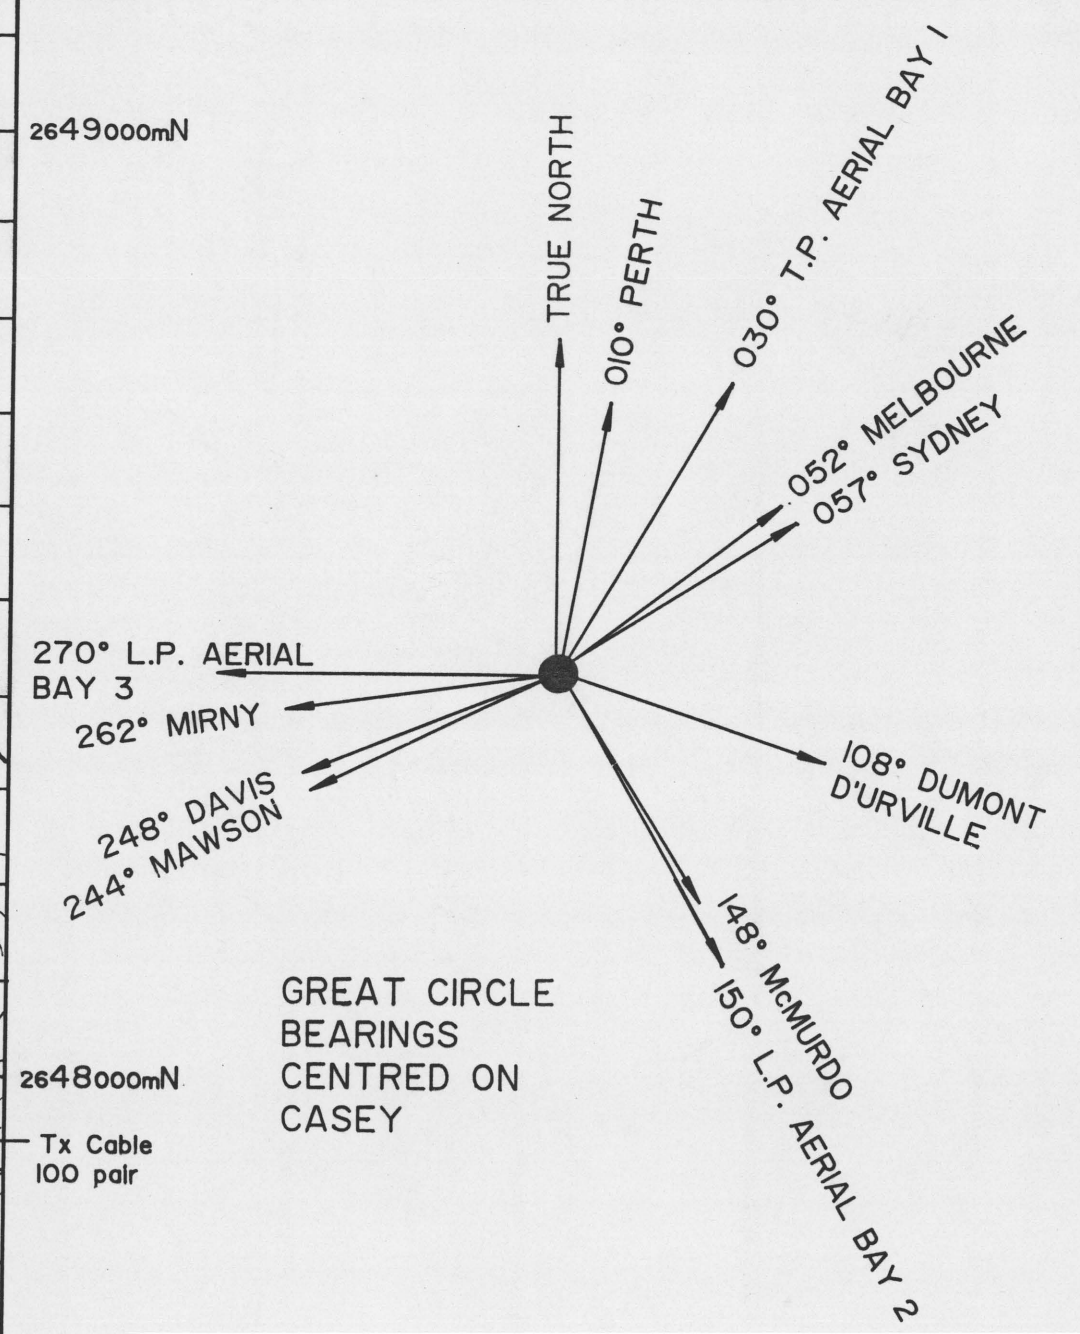 2649000mN
TRUE NORTH
010° PERTH
030° T.P. AERIAL BAY 1
052° MELBOURNE
057° SYDNEY
270° L.P. AERIAL
BAY 3
262° MIRNY
248° DAVIS
244° MAWSON
108° DUMONT
D'URVILLE
148° McMURDO
150° L.P. AERIAL BAY 2
GREAT CIRCLE
BEARINGS
CENTRED ON
CASEY
2648000mN
Tx Cable
100 pair